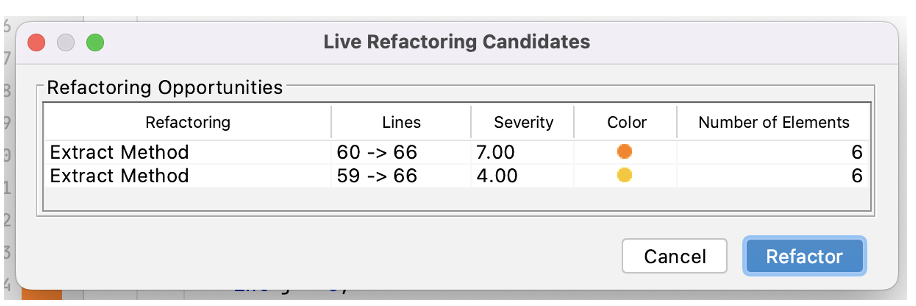 Live Refactoring Candidates
Refactoring Opportunities
Refactoring Lines Severity Color Number of Elements
Extract Method 60 -> 66 7.00 6
Extract Method 59 -> 66 4.00 6
Cancel Refactor